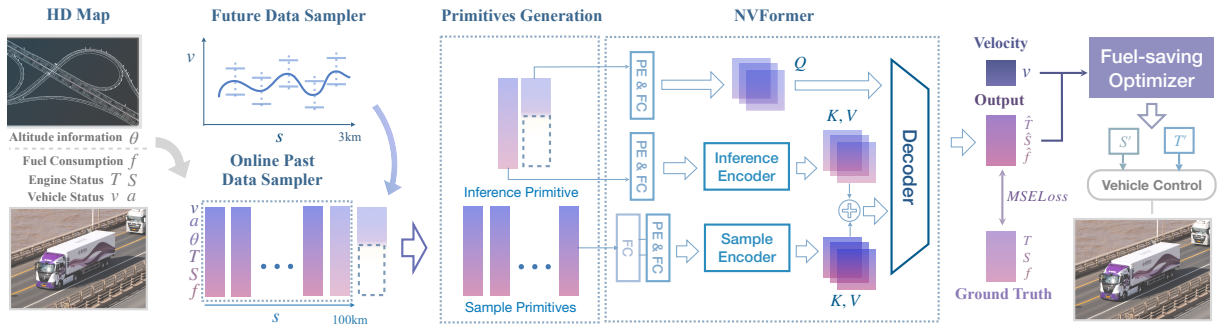 HD Map
Altitude information θ
Fuel Consumption f
Engine Status T S
Vehicle Status v a
Future Data Sampler
v
s
3km
Online Past
Data Sampler
v
a
θ
T
S
f
s
100km
Primitives Generation
Inference Primitive
Sample Primitives
NVFormer
PE & FC
Q
PE & FC
Inference
Encoder
K, V
FC
PE & FC
Sample
Encoder
K, V
Decoder
Velocity
v
Output
T̂
Ŝ
f̂
MSELoss
T
S
f
Ground Truth
Fuel-saving
Optimizer
S′
T′
Vehicle Control